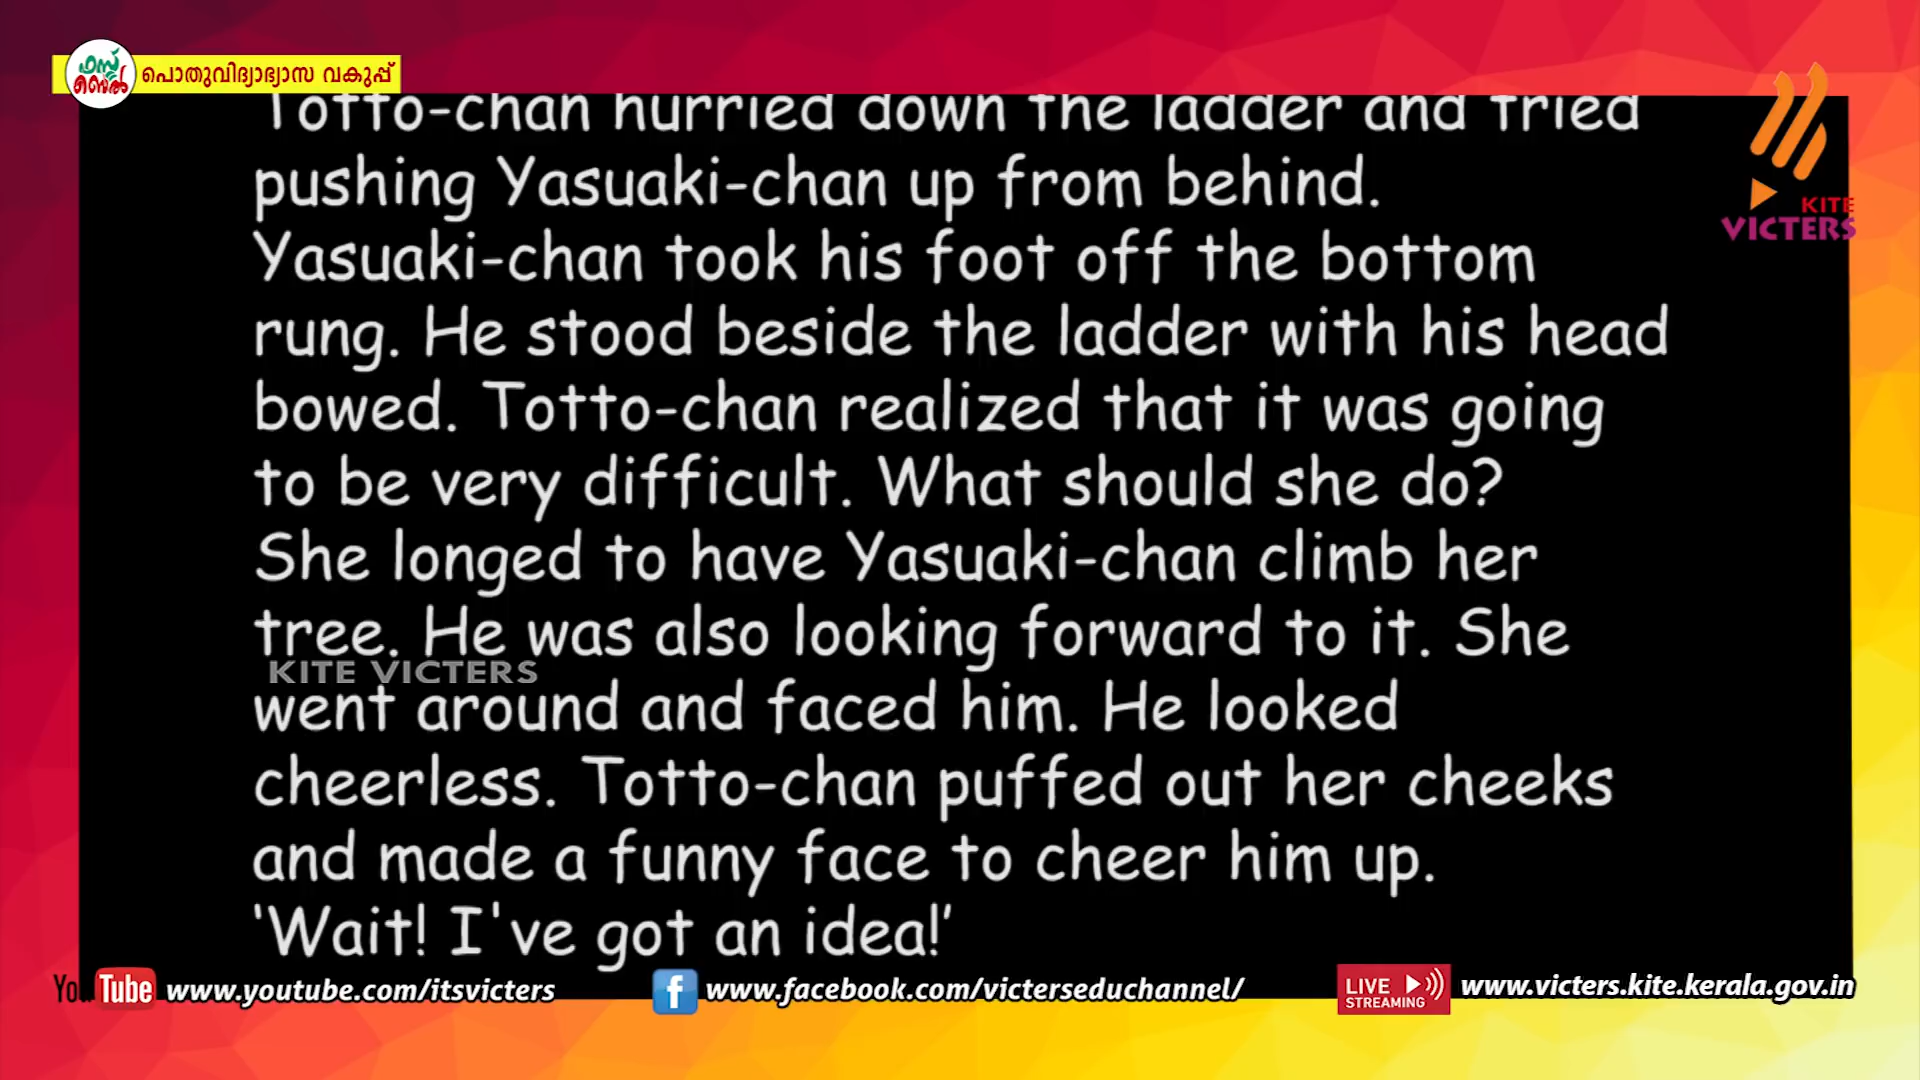 ഫസ്റ്റ്
ബെൽ
പൊതുവിദ്യാഭ്യാസ വകുപ്പ്
Totto-chan hurried down the ladder and tried
pushing Yasuaki-chan up from behind.
Yasuaki-chan took his foot off the bottom
rung. He stood beside the ladder with his head
bowed. Totto-chan realized that it was going
to be very difficult. What should she do?
She longed to have Yasuaki-chan climb her
tree. He was also looking forward to it. She
went around and faced him. He looked
cheerless. Totto-chan puffed out her cheeks
and made a funny face to cheer him up.
'Wait! I've got an idea!’
KITE
VICTERS
KITE VICTERS
YouTube www.youtube.com/itsvicters
f www.facebook.com/victerseduchannel/
LIVE
STREAMING
www.victers.kite.kerala.gov.in